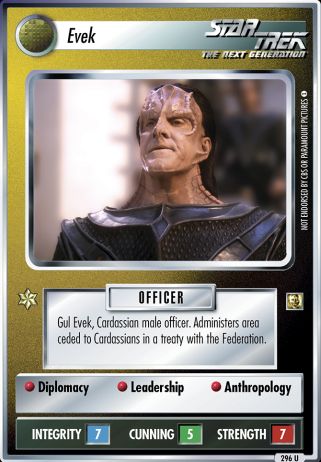 Evek
STAR TREK
THE NEXT GENERATION
NOT ENDORSED BY CBS OR PARAMOUNT PICTURES
OFFICER
Gul Evek, Cardassian male officer. Administers area
ceded to Cardassians in a treaty with the Federation.
Diplomacy Leadership Anthropology
INTEGRITY 7 CUNNING 5 STRENGTH 7
296 U